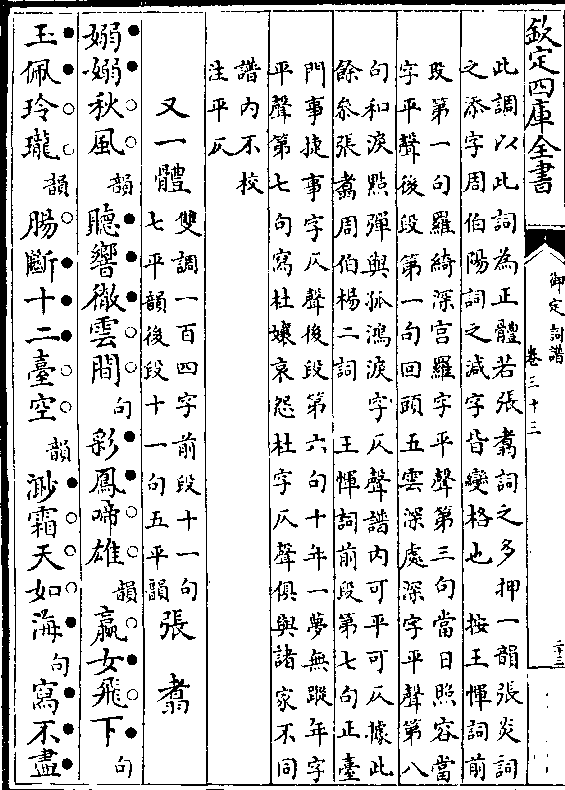 欽定四庫全書
御定詞譜
卷三十三
二十三
此調以此詞為正體若張翥詞之多押一韻張炎詞
之添字周伯陽詞之減字皆變格也 按王惲詞前
段第一句羅綺深宮羅字平聲第三句當日照容當
字平聲後段第一句回頭五雲深處深字平聲第八
句和淚點彈與孤鴻淚字仄聲譜内可平可仄據此
餘參張翥周伯楊二詞 王惲詞前段第七句正臺
門事捷事字仄聲後段第六句十年一夢無蹤年字
平聲第七句寫杜孃哀怨杜字仄聲俱與諸家不同
譜内不校
注平仄
又一體 雙調一百四字前段十一句七平韻後段十一句五平韻 張翥
嫋嫋秋風韻聽響徹雲間句彩鳳啼雄韻嬴女飛下句
玉佩玲瓏韻腸斷十二臺空韻渺霜天如海句寫不盡